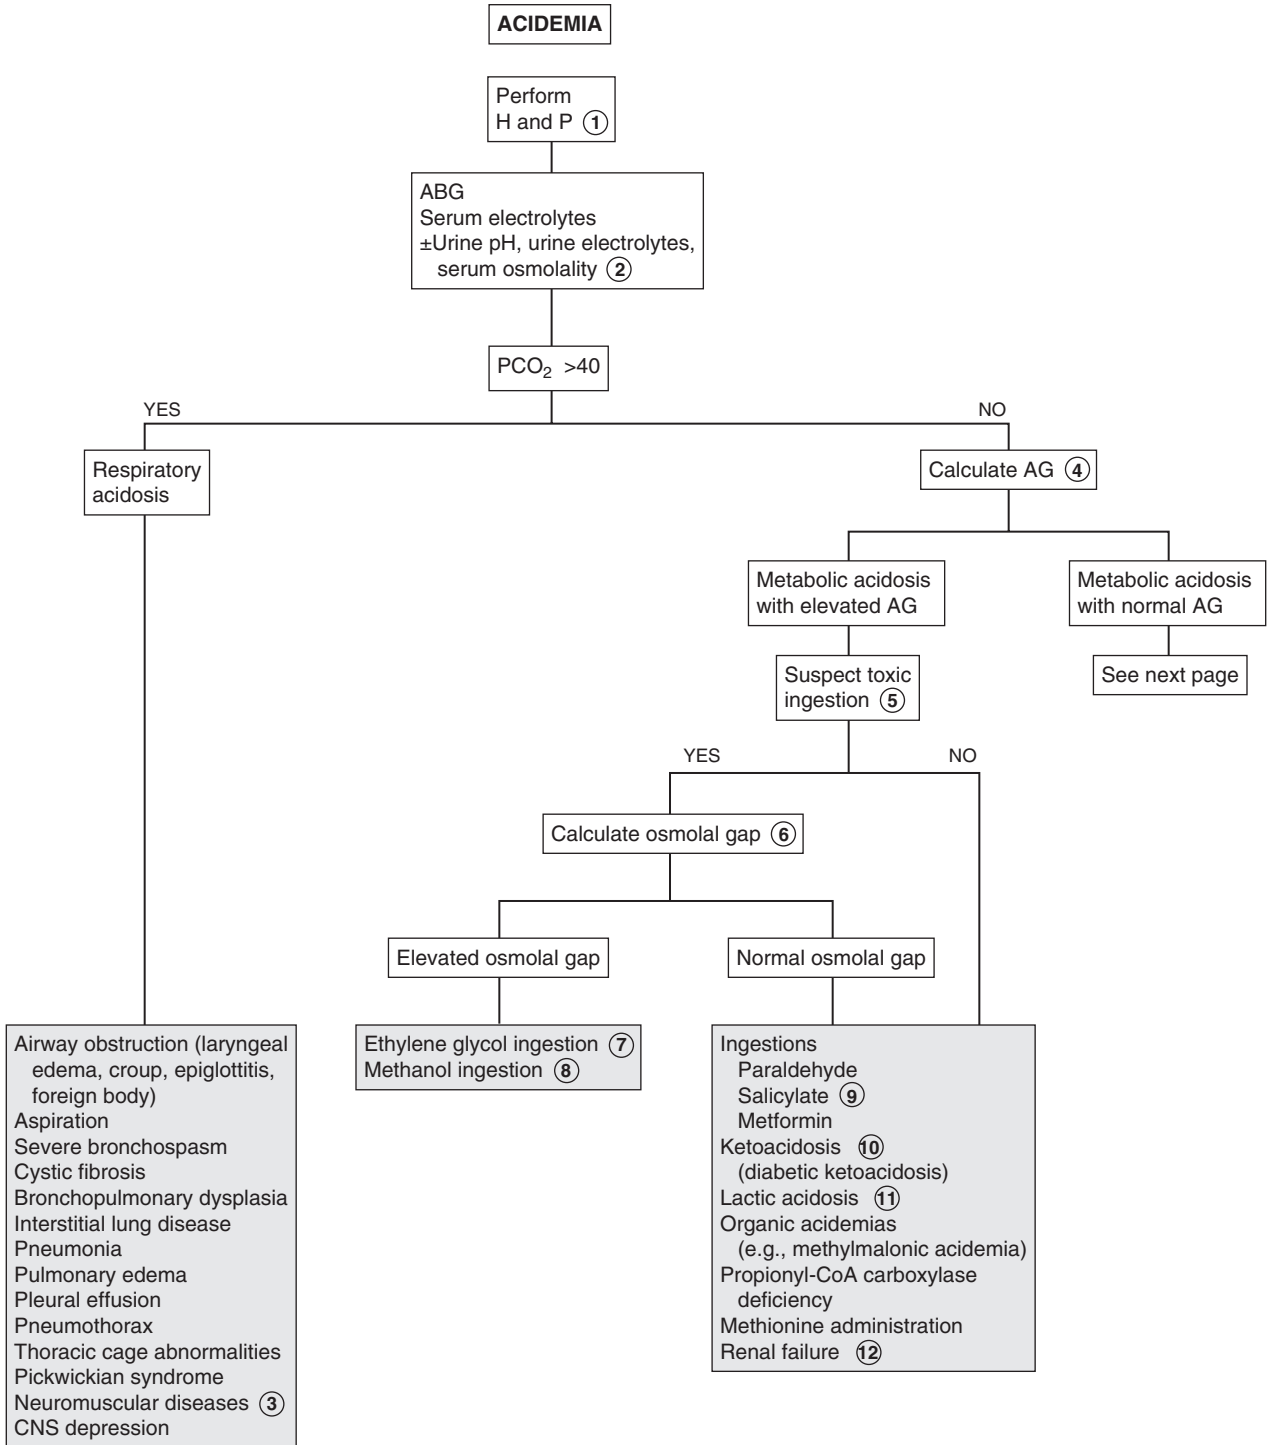 ACIDEMIA
Perform
H and P 1
ABG
Serum electrolytes
±Urine pH, urine electrolytes,
serum osmolality 2
PCO2 >40
YES
NO
Respiratory
acidosis
Calculate AG 4
Metabolic acidosis
with elevated AG
Metabolic acidosis
with normal AG
Suspect toxic
ingestion 5
See next page
YES
NO
Calculate osmolal gap 6
Elevated osmolal gap
Normal osmolal gap
Airway obstruction (laryngeal
edema, croup, epiglottitis,
foreign body)
Aspiration
Severe bronchospasm
Cystic fibrosis
Bronchopulmonary dysplasia
Interstitial lung disease
Pneumonia
Pulmonary edema
Pleural effusion
Pneumothorax
Thoracic cage abnormalities
Pickwickian syndrome
Neuromuscular diseases 3
CNS depression
Ethylene glycol ingestion 7
Methanol ingestion 8
Ingestions
Paraldehyde
Salicylate 9
Metformin
Ketoacidosis 10
(diabetic ketoacidosis)
Lactic acidosis 11
Organic acidemias
(e.g., methylmalonic acidemia)
Propionyl-CoA carboxylase
deficiency
Methionine administration
Renal failure 12